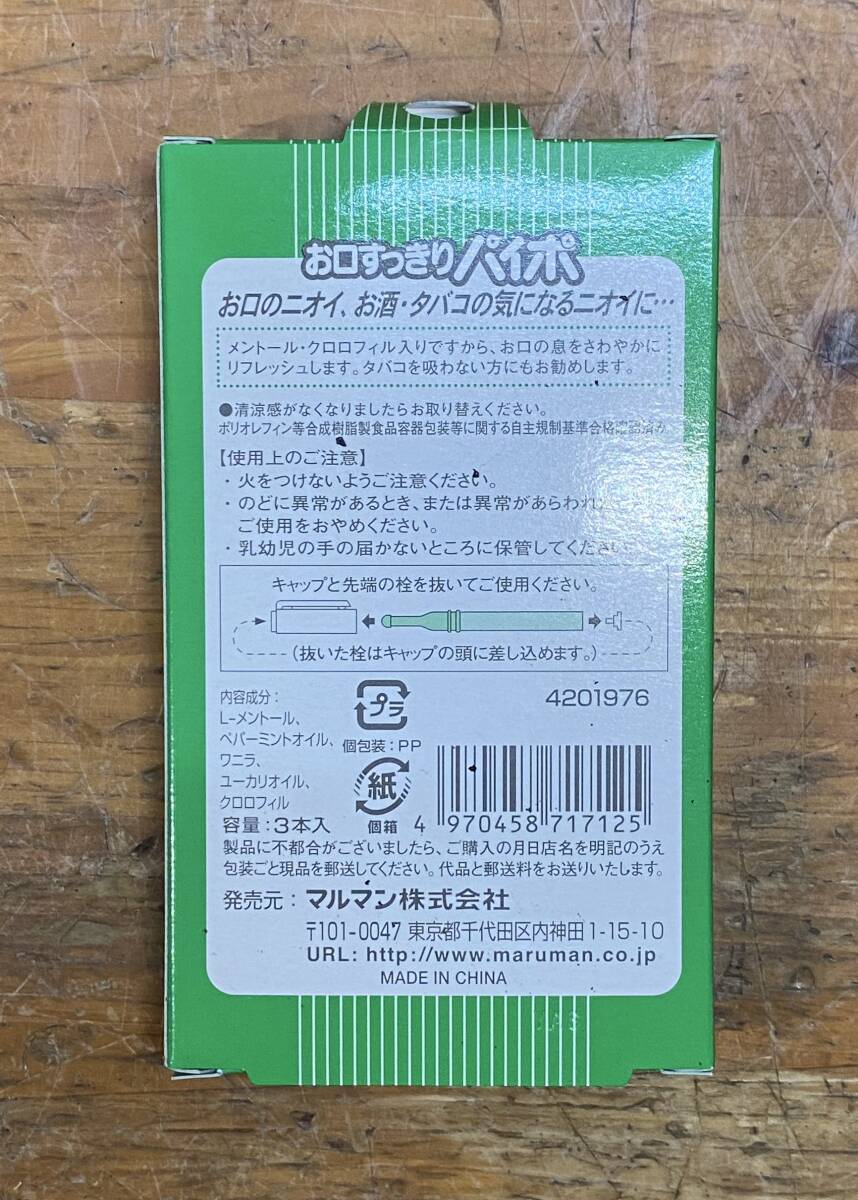 お口すっきりパイポ
お口のニオイ、お酒・タバコの気になるニオイに…
メントール・クロロフィル入りですから、お口の息をさわやかに
リフレッシュします。タバコを吸わない方にもお勧めします。
●清涼感がなくなりましたらお取り替えください。
ポリオレフィン等合成樹脂製食品容器包装等に関する自主規制基準合格確認済み
【使用上のご注意】
・火をつけないようご注意ください。
・のどに異常があるとき、または異常があらわれ
ご使用をおやめください。
・乳幼児の手の届かないところに保管してください
キャップと先端の栓を抜いてご使用ください。
(抜いた栓はキャップの頭に差し込めます。)
内容成分:
L-メントール、
ペパーミントオイル、
ワニラ、
ユーカリオイル、
クロロフィル
容量:3本入
プラ
個包装:PP
紙
個箱
4201976
4 970458 717125
製品に不都合がございましたら、ご購入の月日店名を明記のうえ
包装ごと現品を郵送してください。代品と郵送料をお送りいたします。
発売元:マルマン株式会社
〒101-0047 東京都千代田区内神田1-15-10
URL: http://www.maruman.co.jp
MADE IN CHINA